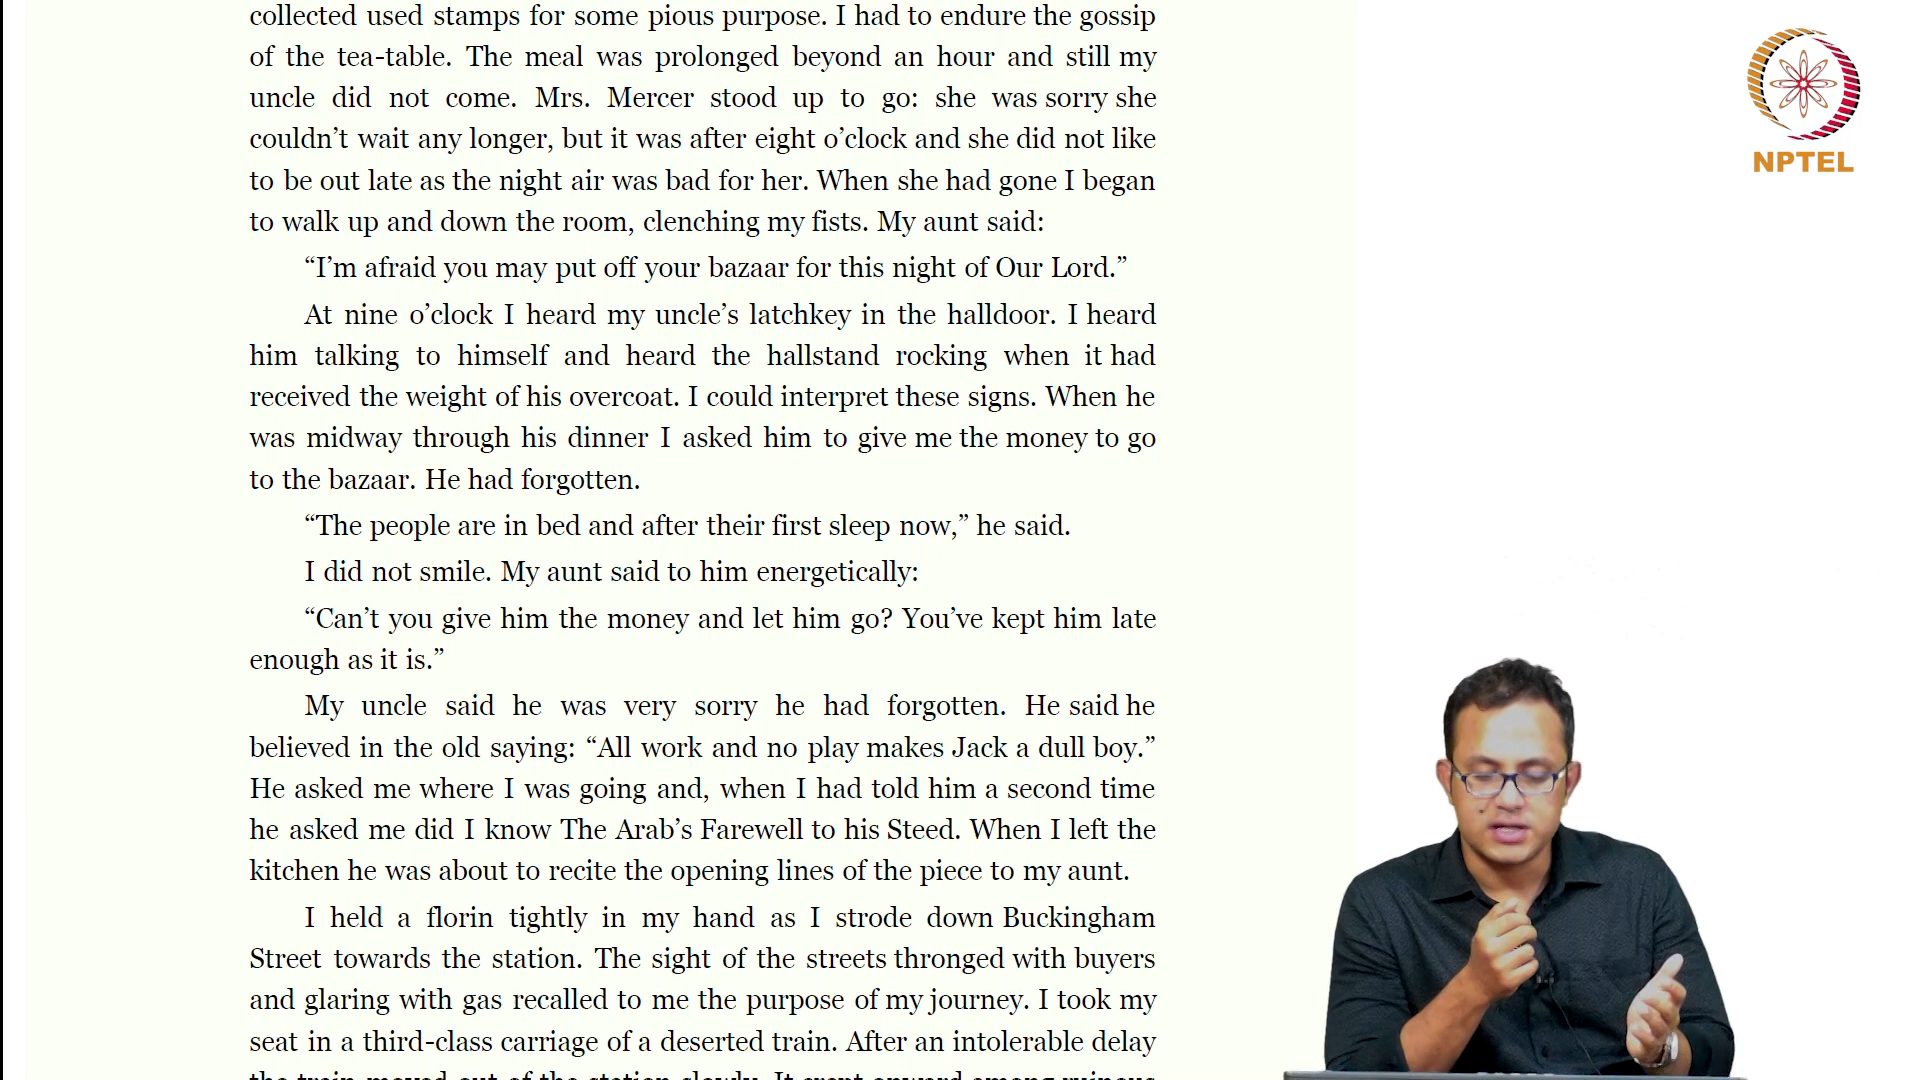 collected used stamps for some pious purpose. I had to endure the gossip
of the tea-table. The meal was prolonged beyond an hour and still my
uncle did not come. Mrs. Mercer stood up to go: she was sorry she
couldn’t wait any longer, but it was after eight o’clock and she did not like
to be out late as the night air was bad for her. When she had gone I began
to walk up and down the room, clenching my fists. My aunt said:
“I’m afraid you may put off your bazaar for this night of Our Lord.”
At nine o’clock I heard my uncle’s latchkey in the halldoor. I heard
him talking to himself and heard the hallstand rocking when it had
received the weight of his overcoat. I could interpret these signs. When he
was midway through his dinner I asked him to give me the money to go
to the bazaar. He had forgotten.
“The people are in bed and after their first sleep now,” he said.
I did not smile. My aunt said to him energetically:
“Can’t you give him the money and let him go? You’ve kept him late
enough as it is.”
My uncle said he was very sorry he had forgotten. He said he
believed in the old saying: “All work and no play makes Jack a dull boy.”
He asked me where I was going and, when I had told him a second time
he asked me did I know The Arab’s Farewell to his Steed. When I left the
kitchen he was about to recite the opening lines of the piece to my aunt.
I held a florin tightly in my hand as I strode down Buckingham
Street towards the station. The sight of the streets thronged with buyers
and glaring with gas recalled to me the purpose of my journey. I took my
seat in a third-class carriage of a deserted train. After an intolerable delay
the train moved out of the station slowly. It crept onward among ruinous
NPTEL